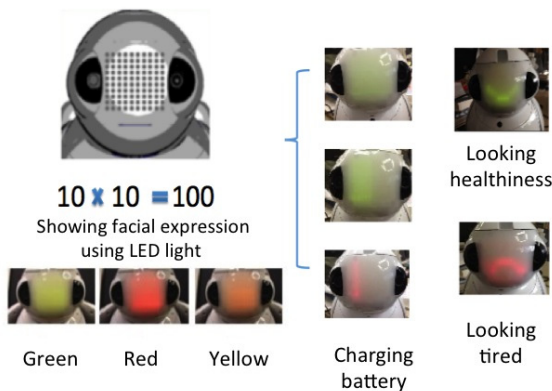 10 × 10 = 100
Showing facial expression
using LED light
Green
Red
Yellow
Charging
battery
Looking
healthiness
Looking
tired